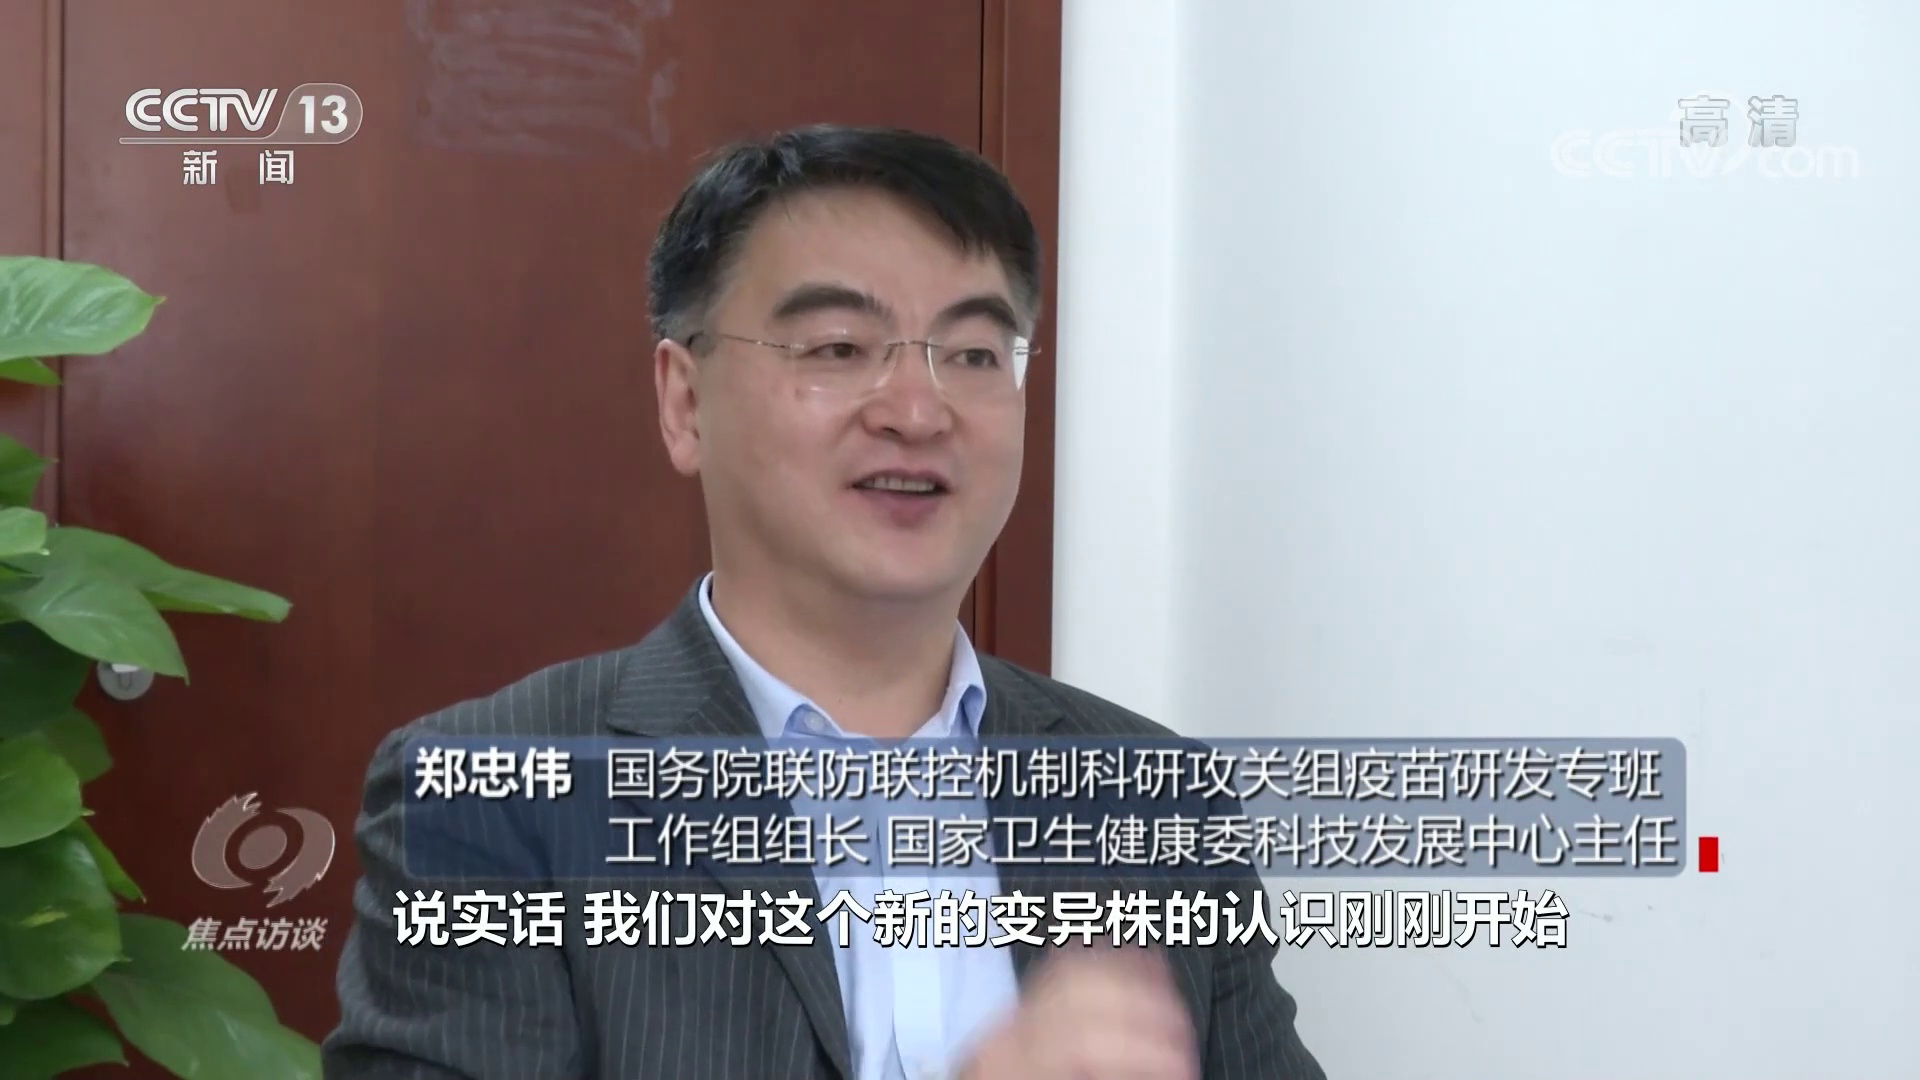 CCTV 13
新闻
高清
CCTV.com
郑忠伟 国务院联防联控机制科研攻关组疫苗研发专班
工作组组长 国家卫生健康委科技发展中心主任
说实话 我们对这个新的变异株的认识刚刚开始
焦点访谈